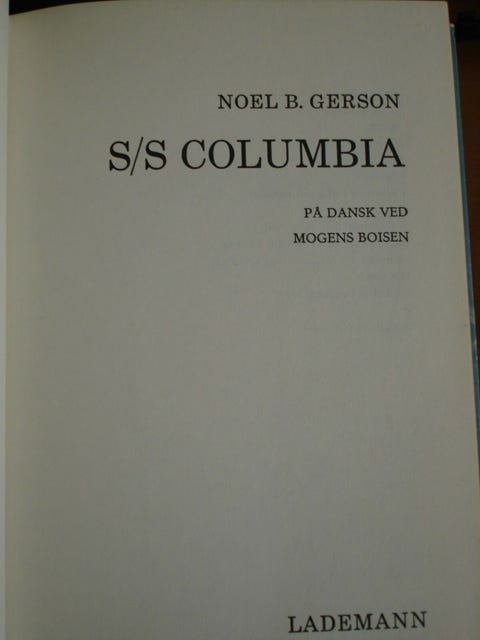 NOEL B. GERSON
S/S COLUMBIA
PÅ DANSK VED
MOGENS BOISEN
LADEMANN